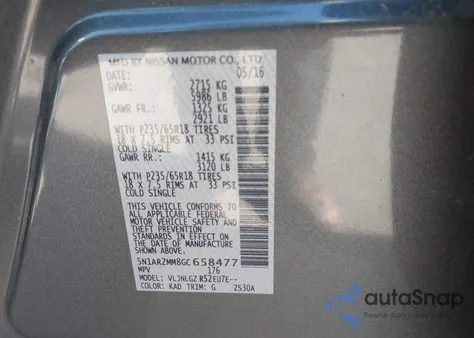 MFD BY NISSAN MOTOR CO., LTD.
DATE: 05/16
GVWR: 2715 KG
5986 LB
GAWR FR.: 1325 KG
2921 LB
WITH P235/65R18 TIRES
18 X 7.5 RIMS AT 33 PSI
COLD SINGLE
GAWR RR.: 1415 KG
3120 LB
WITH P235/65R18 TIRES
18 X 7.5 RIMS AT 33 PSI
COLD SINGLE
THIS VEHICLE CONFORMS TO
ALL APPLICABLE FEDERAL
MOTOR VEHICLE SAFETY AND
THEFT PREVENTION
STANDARDS IN EFFECT ON
THE DATE OF MANUFACTURE
SHOWN ABOVE.
5N1AR2MM8GC658477
MPV 176
MODEL: VLJNLGZ R52EU7E--
COLOR: KAD TRIM: G ZS30A
autoSnap